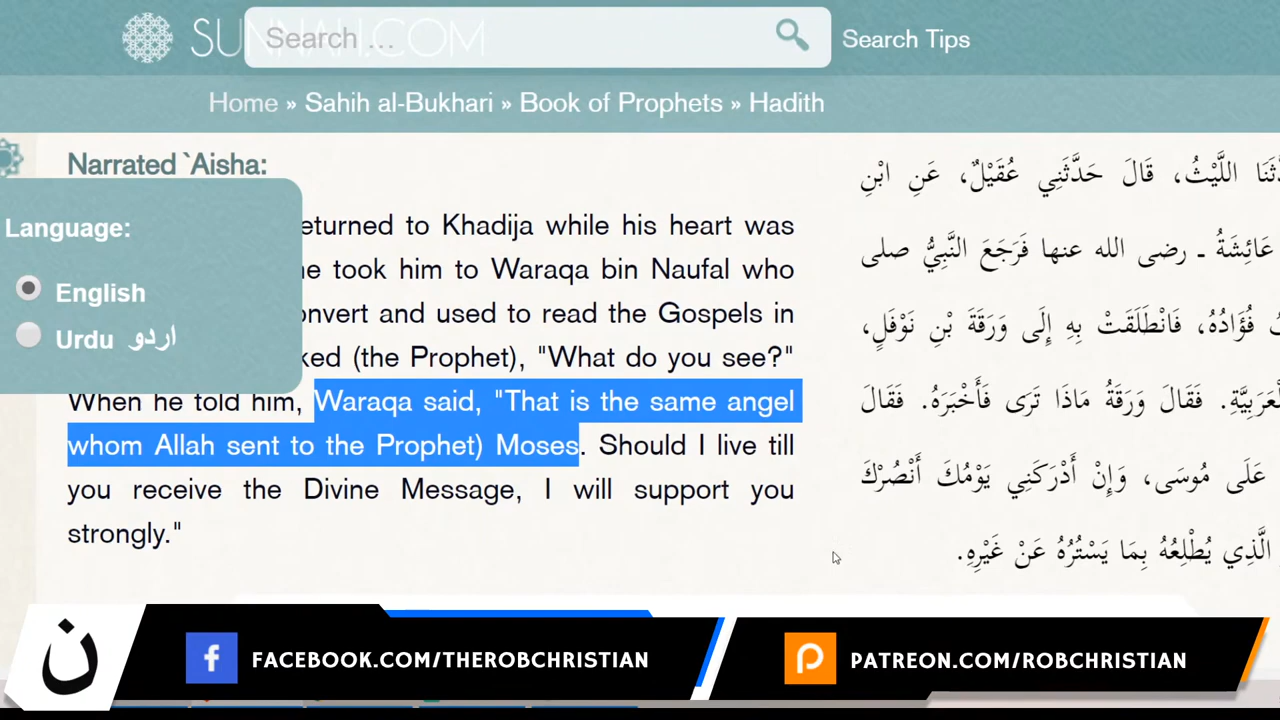 SUNNAH.COM
Search ...
Search Tips
Home » Sahih al-Bukhari » Book of Prophets » Hadith
Narrated `Aisha:
Language:
English
Urdu اردو
eturned to Khadija while his heart was
e took him to Waraqa bin Naufal who
onvert and used to read the Gospels in
ked (the Prophet), "What do you see?"
When he told him, Waraqa said, "That is the same angel
whom Allah sent to the Prophet) Moses. Should I live till
you receive the Divine Message, I will support you
strongly."
ثَنَا اللَّيْثُ، قَالَ حَدَّثَنِي عُقَيْلٌ، عَنِ ابْنِ
عَائِشَةُ ـ رضى الله عنها فَرَجَعَ النَّبِيُّ صلى
فُؤَادُهُ، فَانْطَلَقَتْ بِهِ إِلَى وَرَقَةَ بْنِ نَوْفَلٍ،
لْعَرَبِيَّةِ. فَقَالَ وَرَقَةُ مَاذَا تَرَى فَأَخْبَرَهُ. فَقَالَ
عَلَى مُوسَى، وَإِنْ أَدْرَكَنِي يَوْمُكَ أَنْصُرْكَ
الَّذِي يُطْلِعُهُ بِمَا يَسْتُرُهُ عَنْ غَيْرِهِ.
ن
FACEBOOK.COM/THEROBCHRISTIAN
PATREON.COM/ROBCHRISTIAN